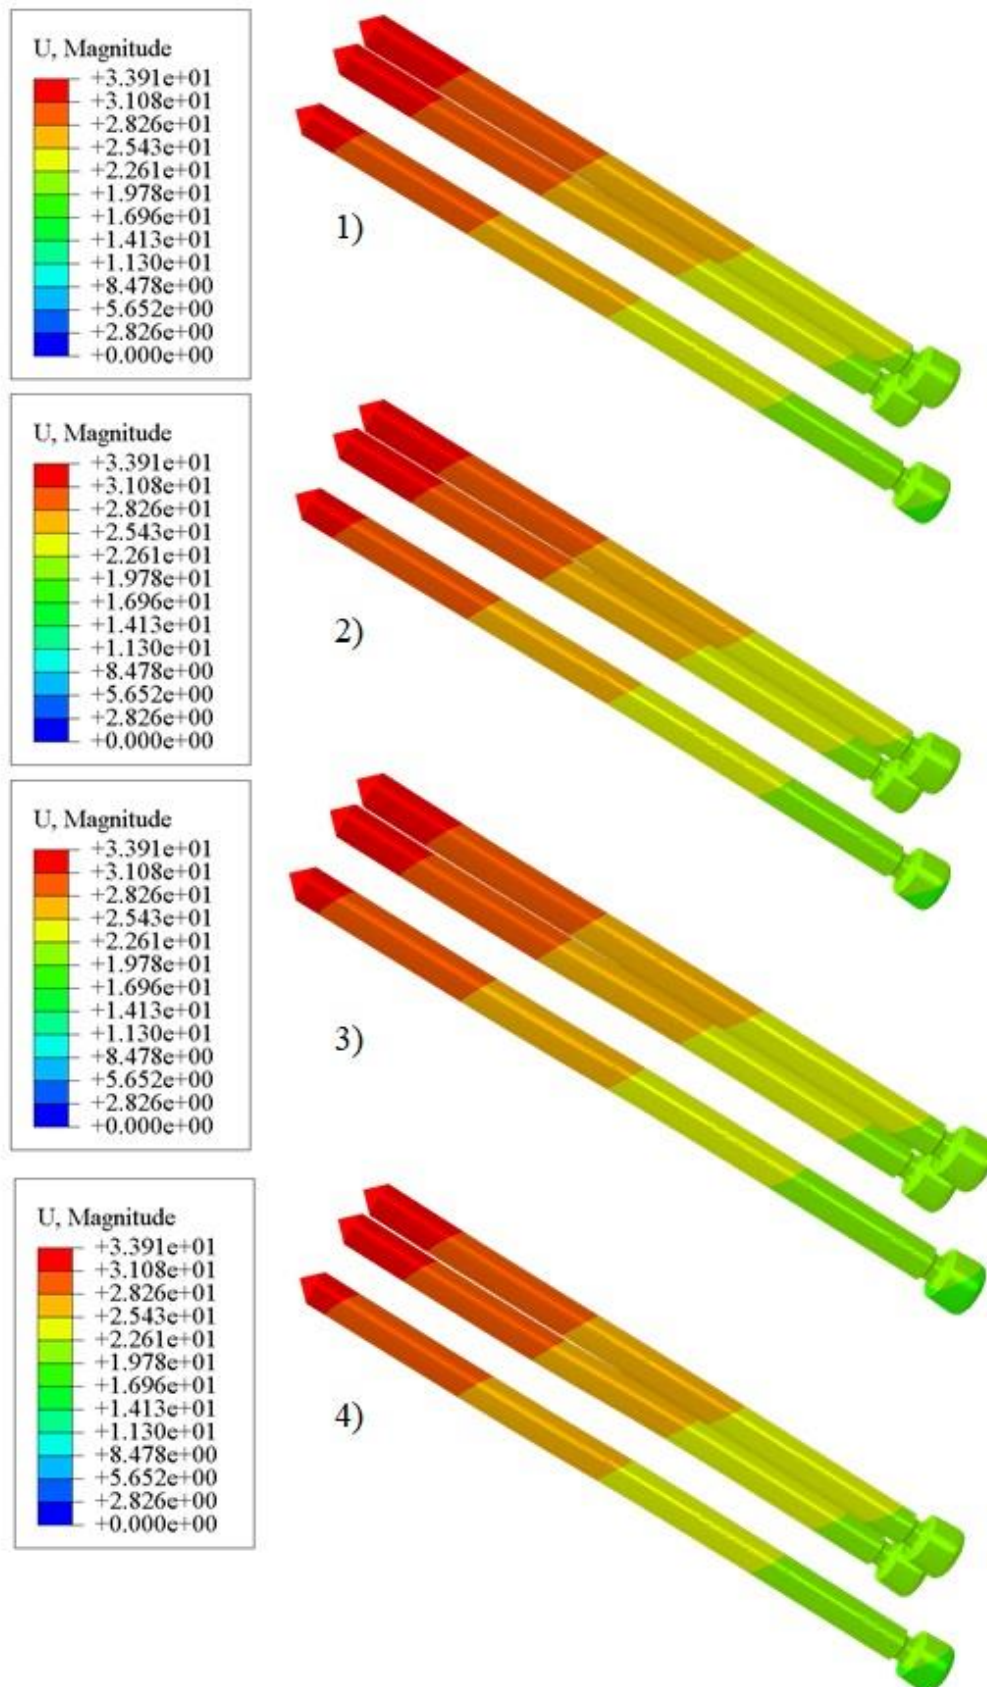 U, Magnitude
+3.391e+01
+3.108e+01
+2.826e+01
+2.543e+01
+2.261e+01
+1.978e+01
+1.696e+01
+1.413e+01
+1.130e+01
+8.478e+00
+5.652e+00
+2.826e+00
+0.000e+00
1)
U, Magnitude
+3.391e+01
+3.108e+01
+2.826e+01
+2.543e+01
+2.261e+01
+1.978e+01
+1.696e+01
+1.413e+01
+1.130e+01
+8.478e+00
+5.652e+00
+2.826e+00
+0.000e+00
2)
U, Magnitude
+3.391e+01
+3.108e+01
+2.826e+01
+2.543e+01
+2.261e+01
+1.978e+01
+1.696e+01
+1.413e+01
+1.130e+01
+8.478e+00
+5.652e+00
+2.826e+00
+0.000e+00
3)
U, Magnitude
+3.391e+01
+3.108e+01
+2.826e+01
+2.543e+01
+2.261e+01
+1.978e+01
+1.696e+01
+1.413e+01
+1.130e+01
+8.478e+00
+5.652e+00
+2.826e+00
+0.000e+00
4)